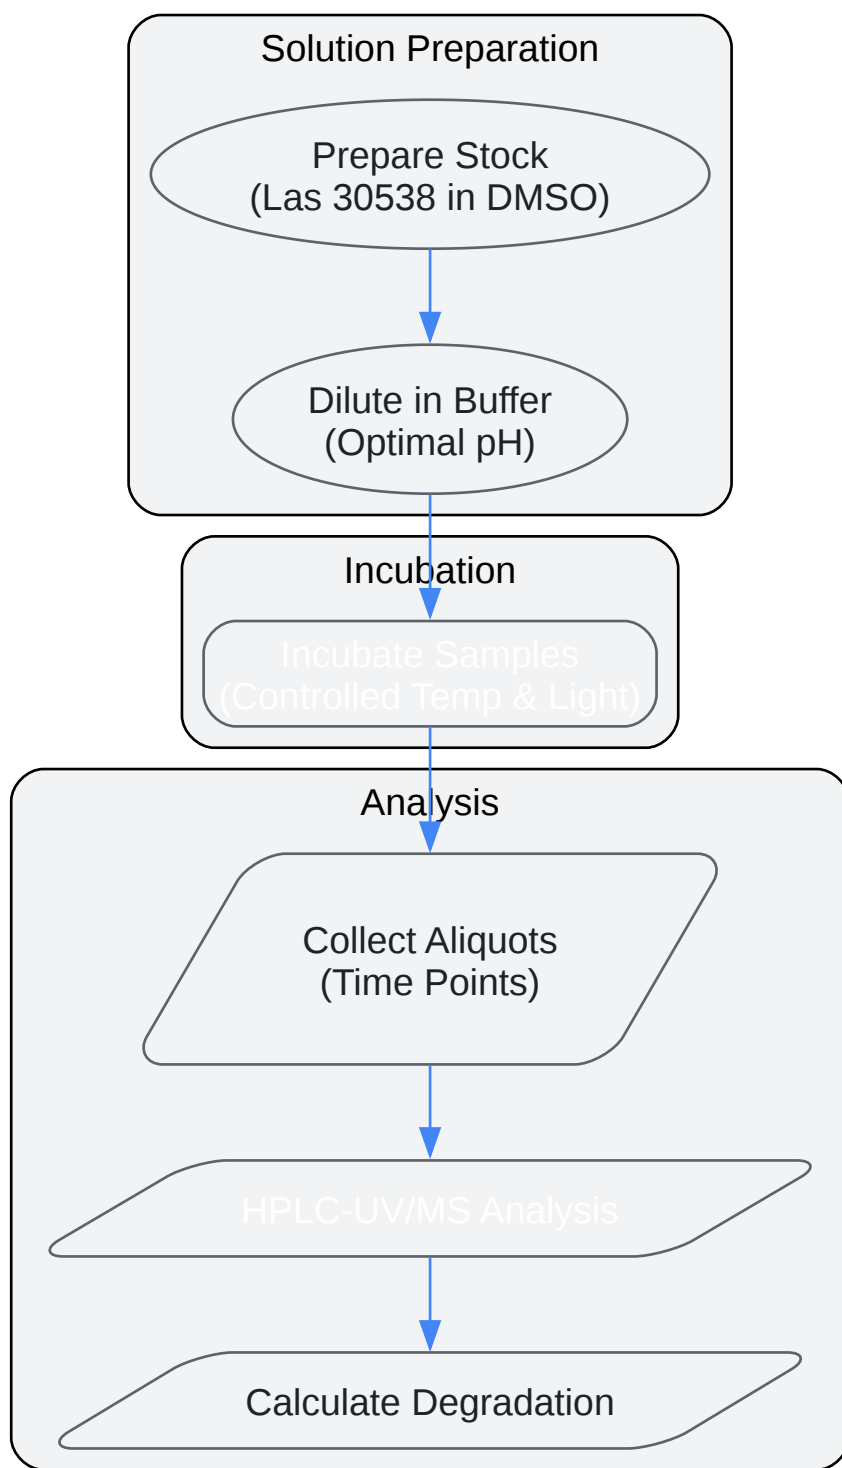 Solution Preparation
Prepare Stock
(Las 30538 in DMSO)
Dilute in Buffer
(Optimal pH)
Incubation
Incubate Samples
(Controlled Temp & Light)
Analysis
Collect Aliquots
(Time Points)
HPLC-UV/MS Analysis
Calculate Degradation